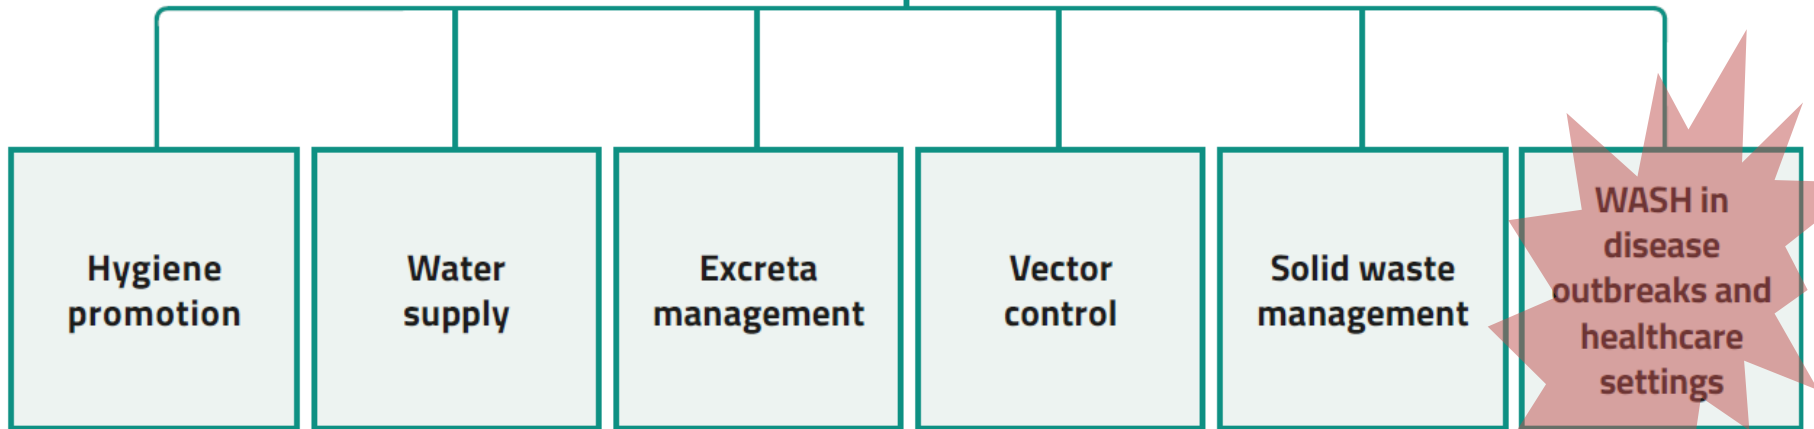 Hygiene
promotion
Water
supply
Excreta
management
Vector
control
Solid waste
management
WASH in
disease
outbreaks and
healthcare
settings